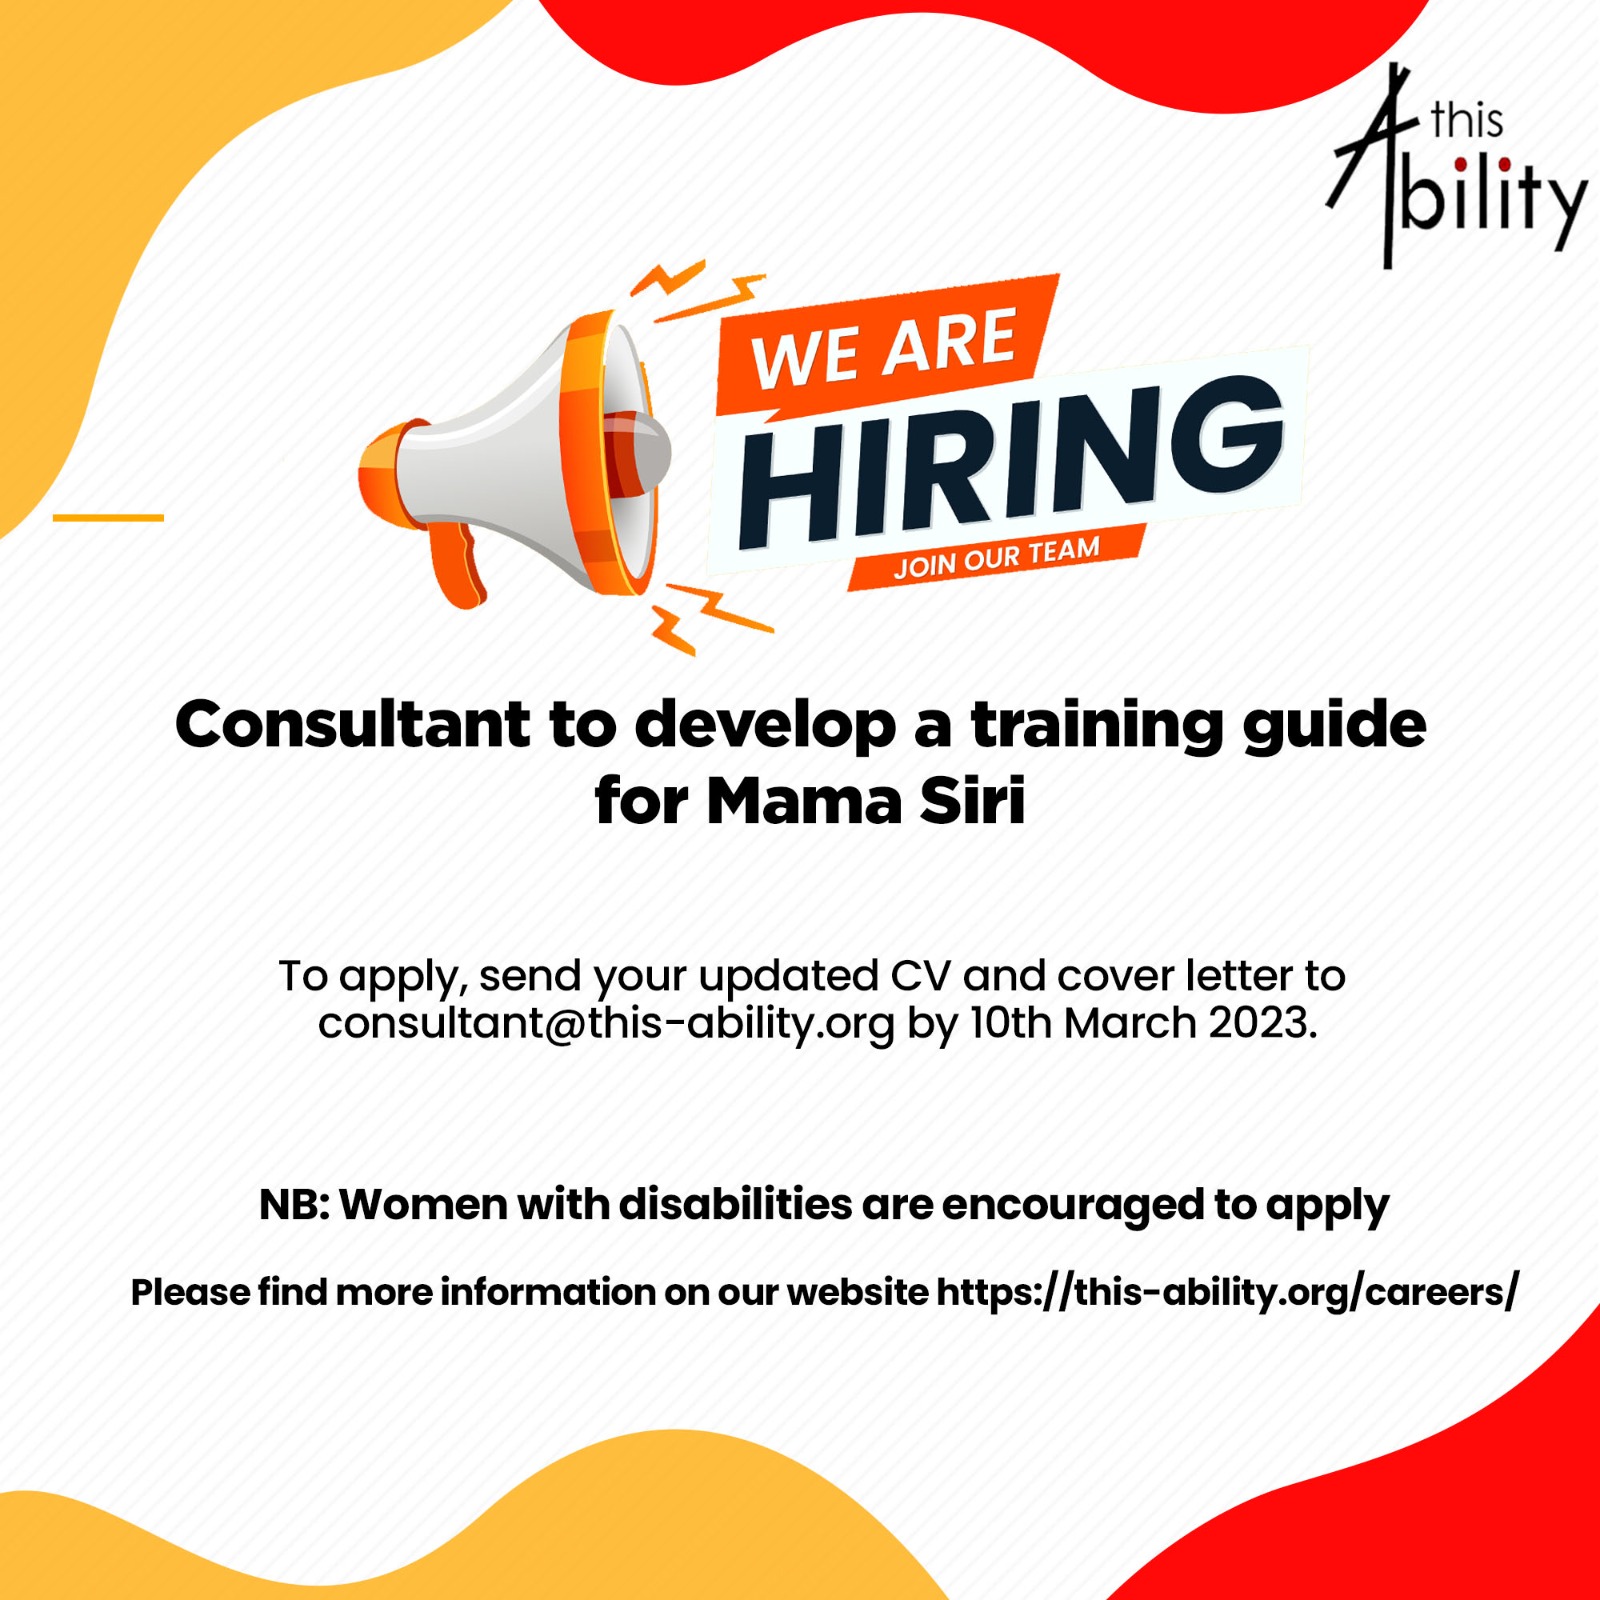 this
Ability
WE ARE
HIRING
JOIN OUR TEAM
Consultant to develop a training guide
for Mama Siri
To apply, send your updated CV and cover letter to
consultant@this-ability.org by 10th March 2023.
NB: Women with disabilities are encouraged to apply
Please find more information on our website https://this-ability.org/careers/